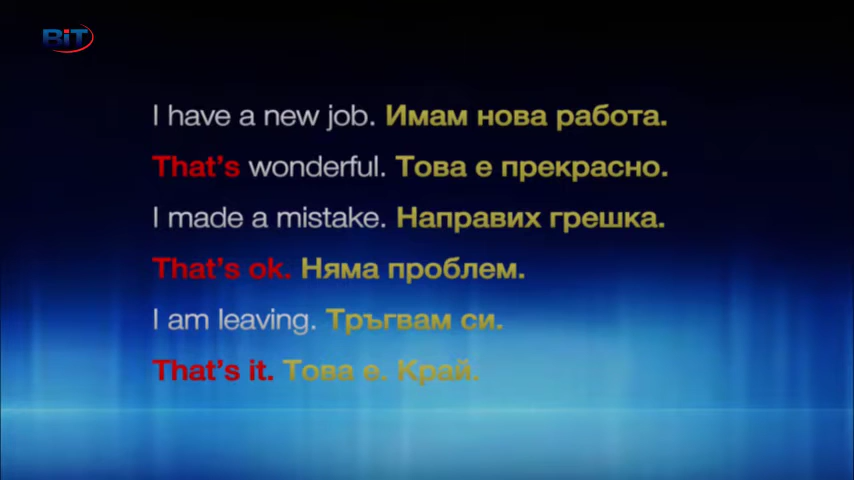 BiT
I have a new job. Имам нова работа.
That's wonderful. Това е прекрасно.
I made a mistake. Направих грешка.
That's ok. Няма проблем.
I am leaving. Тръгвам си.
That's it. Това е. Край.